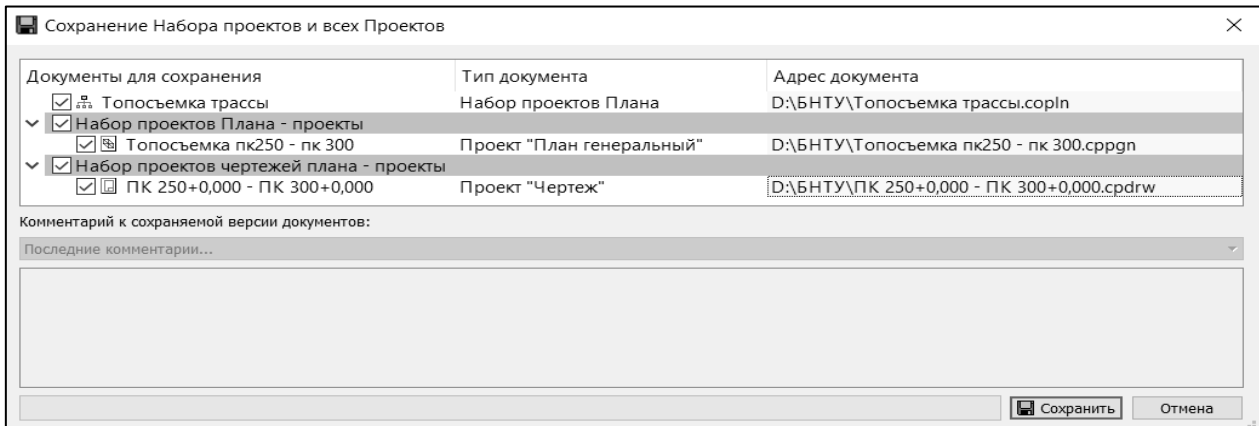 Сохранение Набора проектов и всех Проектов
Документы для сохранения Тип документа Адрес документа
Топосъемка трассы Набор проектов Плана D:\БНТУ\Топосъемка трассы.copln
Набор проектов Плана - проекты
Топосъемка пк250 - пк 300 Проект "План генеральный" D:\БНТУ\Топосъемка пк250 - пк 300.cppgn
Набор проектов чертежей плана - проекты
ПК 250+0,000 - ПК 300+0,000 Проект "Чертеж" D:\БНТУ\ПК 250+0,000 - ПК 300+0,000.cpdrw
Комментарий к сохраняемой версии документов:
Последние комментарии...
Сохранить Отмена